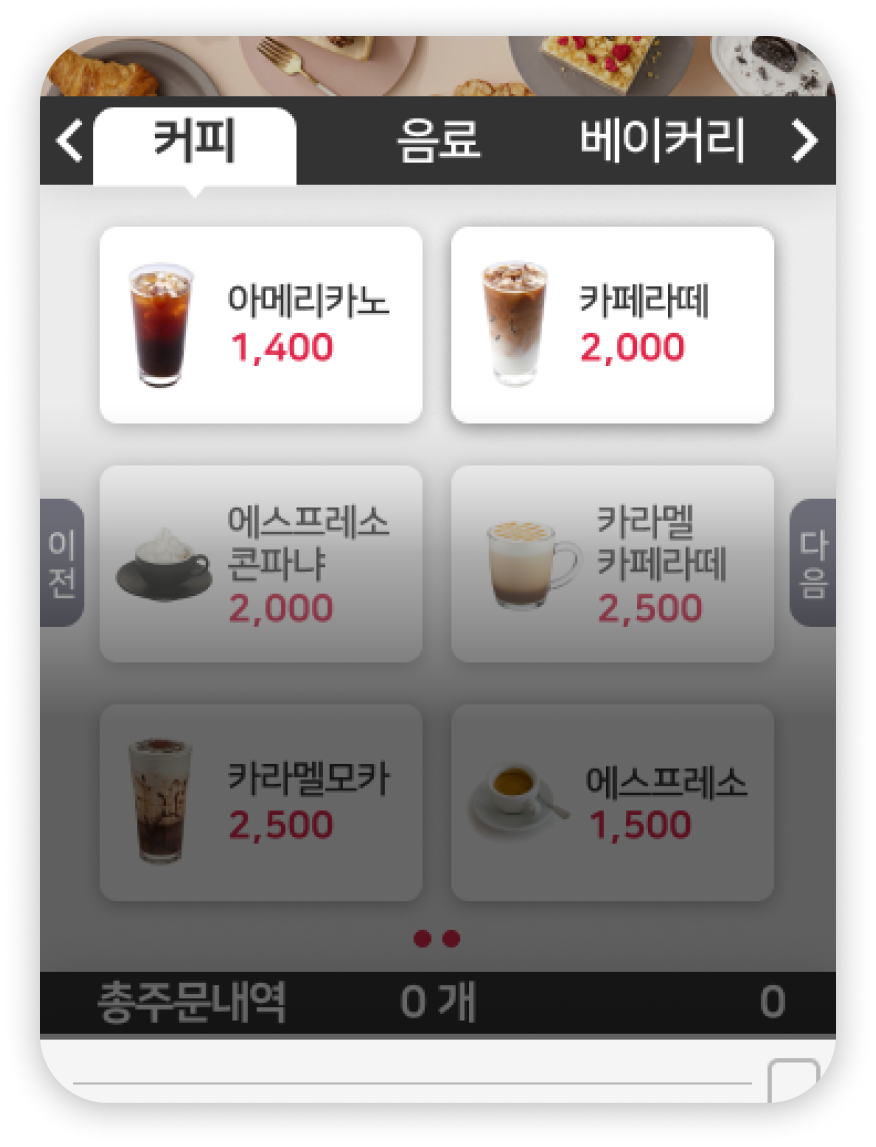 커피 음료 베이커리
아메리카노
1,400
카페라떼
2,000
이전
에스프레소
콘파냐
2,000
카라멜
카페라떼
2,500
다음
카라멜모카
2,500
에스프레소
1,500
총주문내역 0 개 0